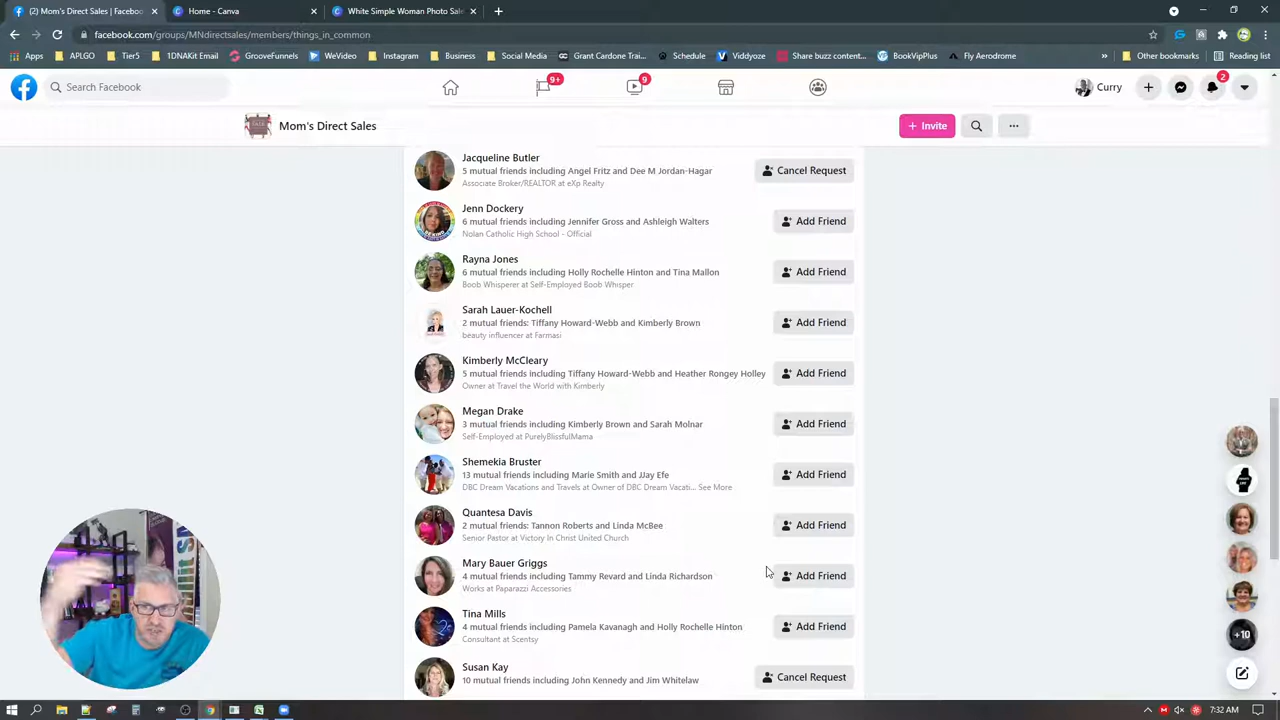 (2) Mom's Direct Sales | Facebo
Home - Canva
White Simple Woman Photo Sal
facebook.com/groups/MNdirectsales/members/things_in_common
Apps
APLGO
Tier5
1DNAKit Email
GrooveFunnels
WeVideo
Instagram
Business
Social Media
Grant Cardone Trai...
Schedule
Viddyoze
Share buzz content...
BookVipPlus
Fly Aerodrome
»
Other bookmarks
Reading list
Search Facebook
9+
9
Curry
2
Mom's Direct Sales
+ Invite
Jacqueline Butler
5 mutual friends including Angel Fritz and Dee M Jordan-Hagar
Associate Broker/REALTOR at eXp Realty
Cancel Request
Jenn Dockery
6 mutual friends including Jennifer Gross and Ashleigh Walters
Nolan Catholic High School - Official
Add Friend
Rayna Jones
6 mutual friends including Holly Rochelle Hinton and Tina Mallon
Boob Whisperer at Self-Employed Boob Whisper
Add Friend
Sarah Lauer-Kochell
2 mutual friends: Tiffany Howard-Webb and Kimberly Brown
beauty influencer at Farmasi
Add Friend
Kimberly McCleary
5 mutual friends including Tiffany Howard-Webb and Heather Rongey Holley
Owner at Travel the World with Kimberly
Add Friend
Megan Drake
3 mutual friends including Kimberly Brown and Sarah Molnar
Self-Employed at PurelyBlissfulMama
Add Friend
Shemekia Bruster
13 mutual friends including Marie Smith and JJay Efe
DBC Dream Vacations and Travels at Owner of DBC Dream Vacati... See More
Add Friend
Quantesa Davis
2 mutual friends: Tannon Roberts and Linda McBee
Senior Pastor at Victory In Christ United Church
Add Friend
Mary Bauer Griggs
4 mutual friends including Tammy Revard and Linda Richardson
Works at Paparazzi Accessories
Add Friend
Tina Mills
4 mutual friends including Pamela Kavanagh and Holly Rochelle Hinton
Consultant at Scentsy
Add Friend
Susan Kay
10 mutual friends including John Kennedy and Jim Whitelaw
Cancel Request
+10
7:32 AM